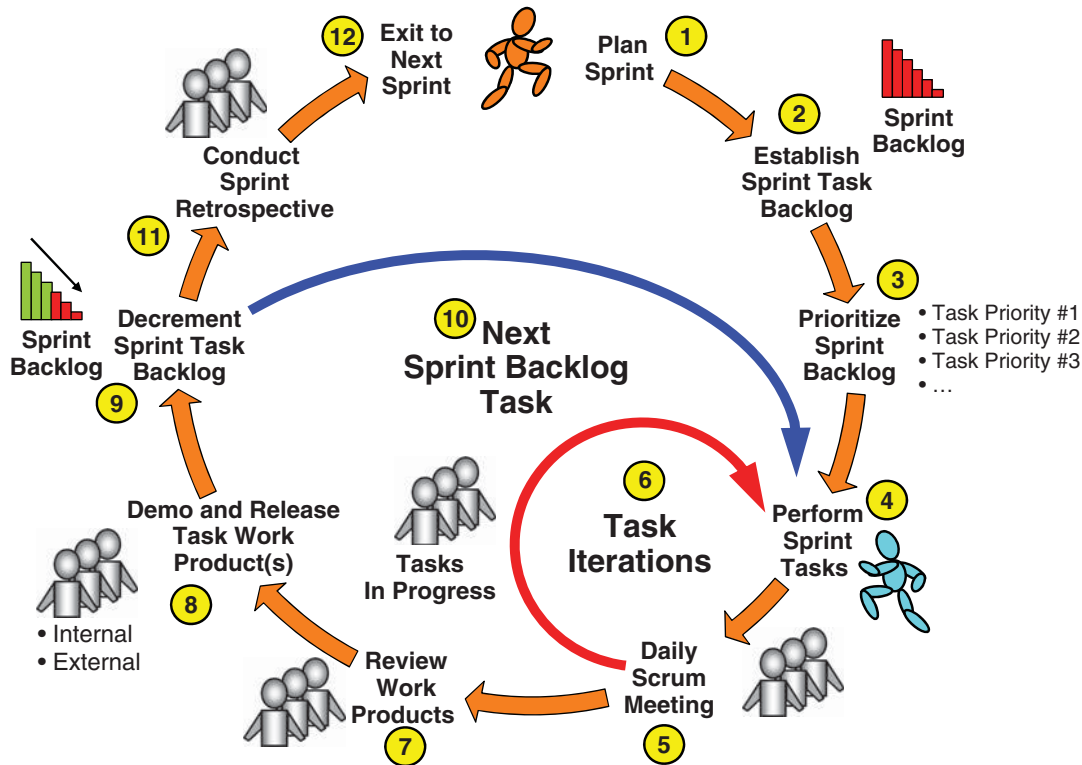 12
Exit to
Next
Sprint
1
Plan
Sprint
2
Establish
Sprint Task
Backlog
Sprint
Backlog
3
Prioritize
Sprint
Backlog
• Task Priority #1
• Task Priority #2
• Task Priority #3
• ...
4
Perform
Sprint
Tasks
Daily
Scrum
Meeting
5
6
Task
Iterations
Tasks
In Progress
Review
Work
Products
7
Demo and Release
Task Work
Product(s)
8
• Internal
• External
Decrement
Sprint Task
Backlog
9
Sprint
Backlog
10
Next
Sprint Backlog
Task
Conduct
Sprint
Retrospective
11